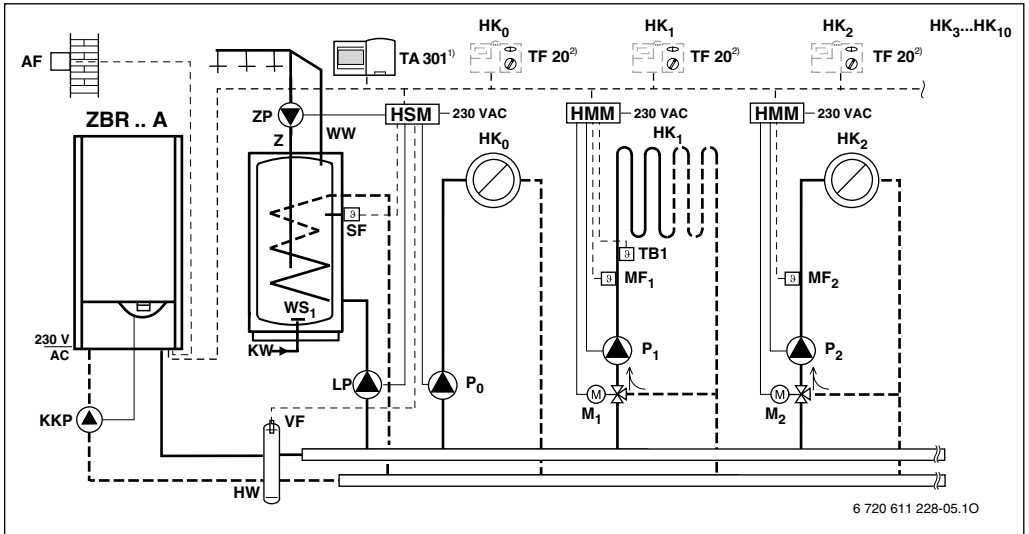 HK0 HK1 HK2 HK3...HK10
AF TA 301 1) TF 20 2) TF 20 2) TF 20 2)
ZBR .. A ZP HSM 230 VAC HMM 230 VAC HMM 230 VAC
Z WW HK0 HK1 HK2
ϑ SF
ϑ TB1
ϑ MF1 ϑ MF2
WS1
230 V
AC KW P1 P2
LP P0
KKP VF M M1 M M2
HW
6 720 611 228-05.1O